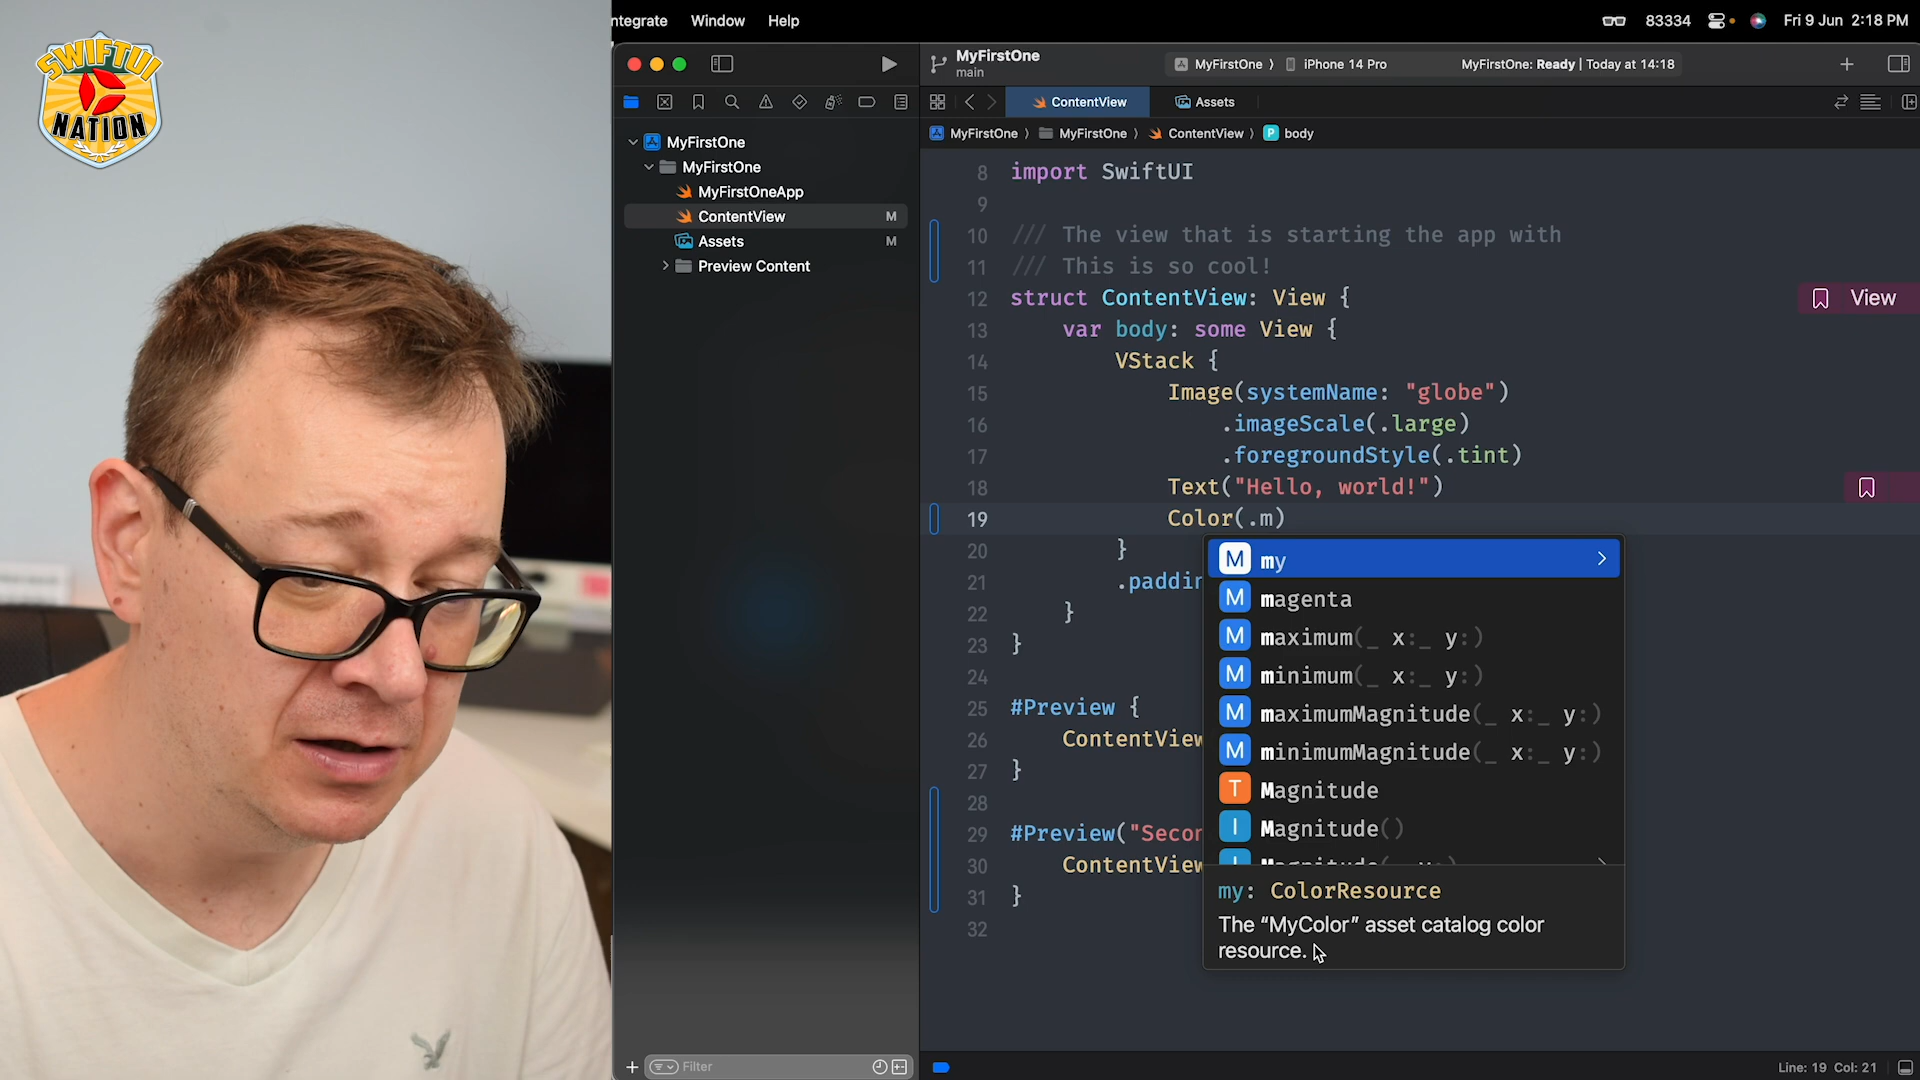 SWIFTUI
NATION
ntegrate Window Help
83334 Fri 9 Jun 2:18 PM
MyFirstOne
main
MyFirstOne iPhone 14 Pro
MyFirstOne: Ready | Today at 14:18
ContentView Assets
MyFirstOne MyFirstOne ContentView P body
MyFirstOne
MyFirstOne
MyFirstOneApp
ContentView M
Assets M
Preview Content
Filter
8 import SwiftUI
9
10 /// The view that is starting the app with
11 /// This is so cool!
12 struct ContentView: View {
View
13 var body: some View {
14 VStack {
15 Image(systemName: "globe")
16 .imageScale(.large)
17 .foregroundStyle(.tint)
18 Text("Hello, world!")
19 Color(.m)
20 }
21 .paddin
22 }
23 }
24
25 #Preview {
26 ContentView
27 }
28
29 #Preview("Secon
30 ContentView
31 }
32
M my
M magenta
M maximum(_ x:_ y:)
M minimum(_ x:_ y:)
M maximumMagnitude(_ x:_ y:)
M minimumMagnitude(_ x:_ y:)
T Magnitude
I Magnitude()
my: ColorResource
The “MyColor” asset catalog color
resource.
Line: 19 Col: 21